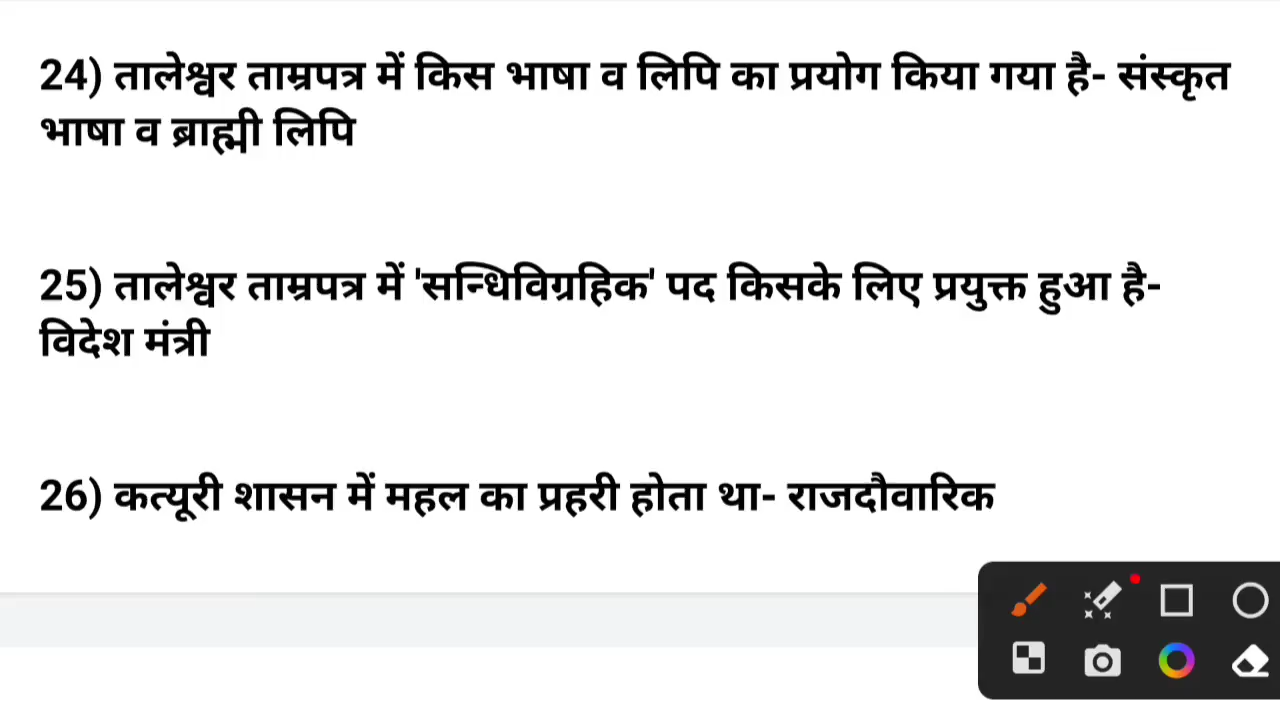 24) तालेश्वर ताम्रपत्र में किस भाषा व लिपि का प्रयोग किया गया है- संस्कृत
भाषा व ब्राह्मी लिपि
25) तालेश्वर ताम्रपत्र में 'सन्धिविग्रहिक' पद किसके लिए प्रयुक्त हुआ है-
विदेश मंत्री
26) कत्यूरी शासन में महल का प्रहरी होता था- राजदौवारिक